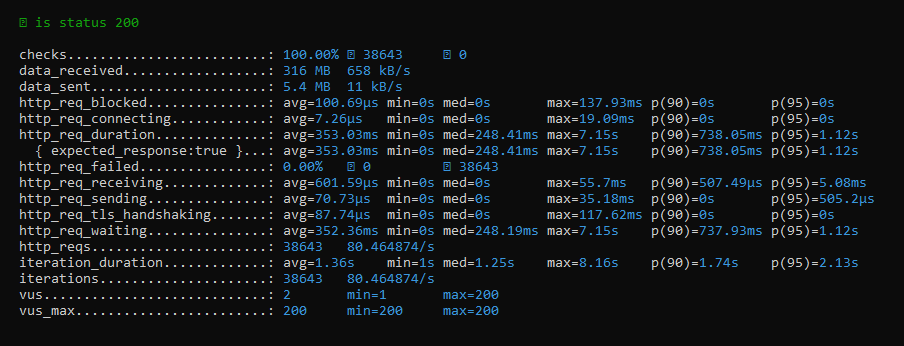 is status 200
checks.........................: 100.00% 38643 0
data_received..................: 316 MB 658 kB/s
data_sent......................: 5.4 MB 11 kB/s
http_req_blocked...............: avg=100.69µs min=0s med=0s max=137.93ms p(90)=0s p(95)=0s
http_req_connecting............: avg=7.26µs min=0s med=0s max=19.09ms p(90)=0s p(95)=0s
http_req_duration..............: avg=353.03ms min=0s med=248.41ms max=7.15s p(90)=738.05ms p(95)=1.12s
{ expected_response:true }...: avg=353.03ms min=0s med=248.41ms max=7.15s p(90)=738.05ms p(95)=1.12s
http_req_failed................: 0.00% 0 38643
http_req_receiving.............: avg=601.59µs min=0s med=0s max=55.7ms p(90)=507.49µs p(95)=5.08ms
http_req_sending...............: avg=70.73µs min=0s med=0s max=35.18ms p(90)=0s p(95)=505.2µs
http_req_tls_handshaking.......: avg=87.74µs min=0s med=0s max=117.62ms p(90)=0s p(95)=0s
http_req_waiting...............: avg=352.36ms min=0s med=248.19ms max=7.15s p(90)=737.93ms p(95)=1.12s
http_reqs......................: 38643 80.464874/s
iteration_duration.............: avg=1.36s min=1s med=1.25s max=8.16s p(90)=1.74s p(95)=2.13s
iterations.....................: 38643 80.464874/s
vus............................: 2 min=1 max=200
vus_max........................: 200 min=200 max=200